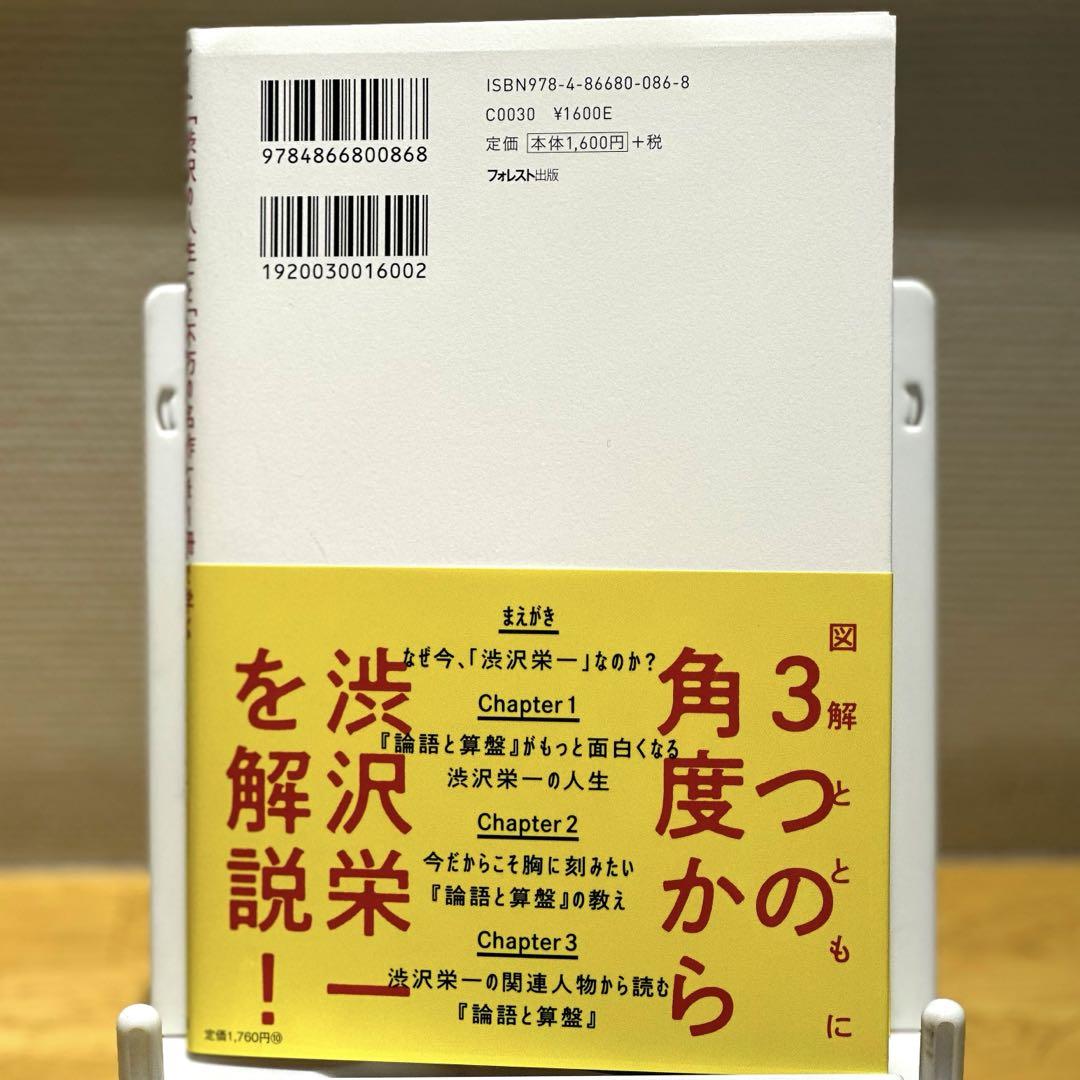 ISBN978-4-86680-086-8
C0030 ¥1600E
定価 本体1,600円+税
フォレスト出版
9784866800868
1920030016002
図解とともに
3つの
角度から
渋沢栄一
を解説!
まえがき
なぜ今、「渋沢栄一」なのか?
Chapter 1
『論語と算盤』がもっと面白くなる
渋沢栄一の人生
Chapter 2
今だからこそ胸に刻みたい
『論語と算盤』の教え
Chapter 3
渋沢栄一の関連人物から読む
『論語と算盤』
定価1,760円⑩